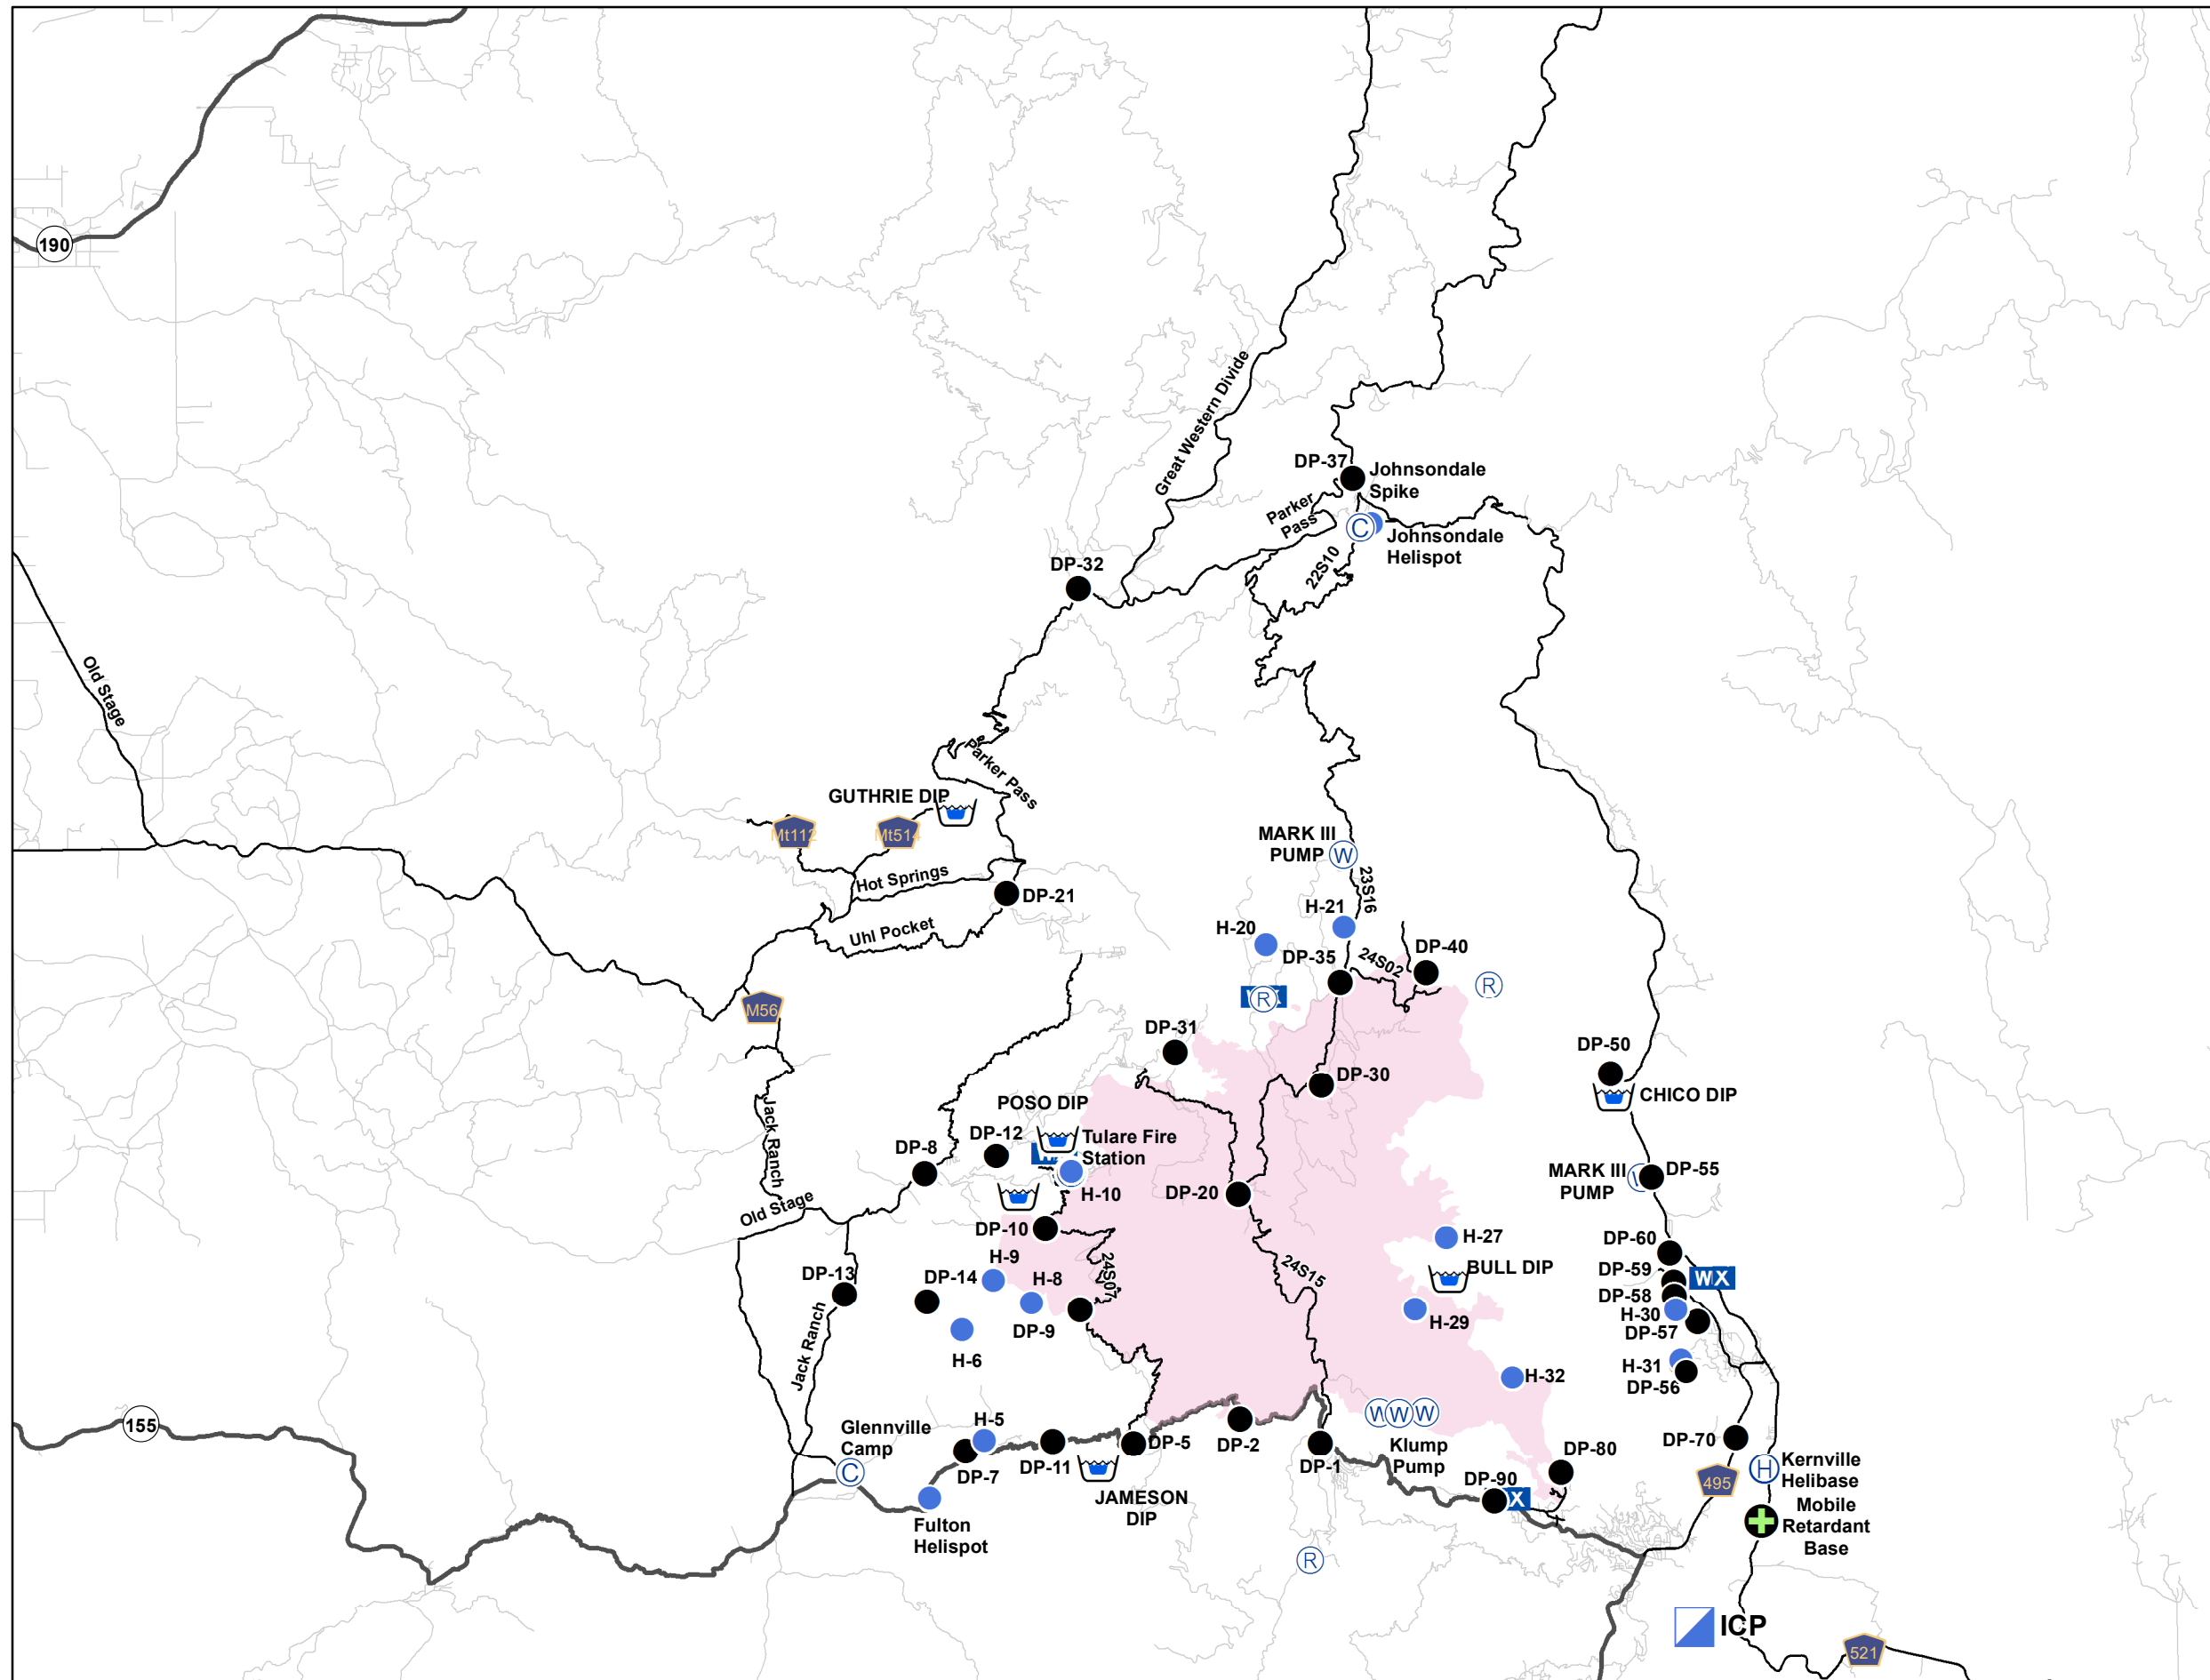 190
Great Western Divide
DP-37
Johnsondale
Spike
Parker
Pass
C
Johnsondale
Helispot
22S10
DP-32
Old Stage
Parker Pass
GUTHRIE DIP
Mt112
Mt514
MARK III
PUMP
W
Hot Springs
23S16
DP-21
H-21
Uhl Pocket
H-20
DP-35
24S02
DP-40
R
R
M56
DP-31
DP-50
DP-30
CHICO DIP
POSO DIP
Jack Ranch
DP-12
Tulare Fire
Station
DP-8
MARK III
PUMP
DP-55
H-10
DP-20
Old Stage
DP-10
H-27
DP-60
H-9
24S07
24S15
BULL DIP
DP-59
WX
DP-13
DP-14
H-8
DP-58
H-30
H-29
DP-57
DP-9
Jack Ranch
H-6
H-31
H-32
DP-56
155
W
W
W
Glennville
Camp
H-5
C
DP-7
DP-11
DP-5
DP-2
DP-1
Klump
Pump
DP-80
DP-70
Kernville
Helibase
H
DP-90
X
495
JAMESON
DIP
Mobile
Retardant
Base
Fulton
Helispot
R
ICP
521